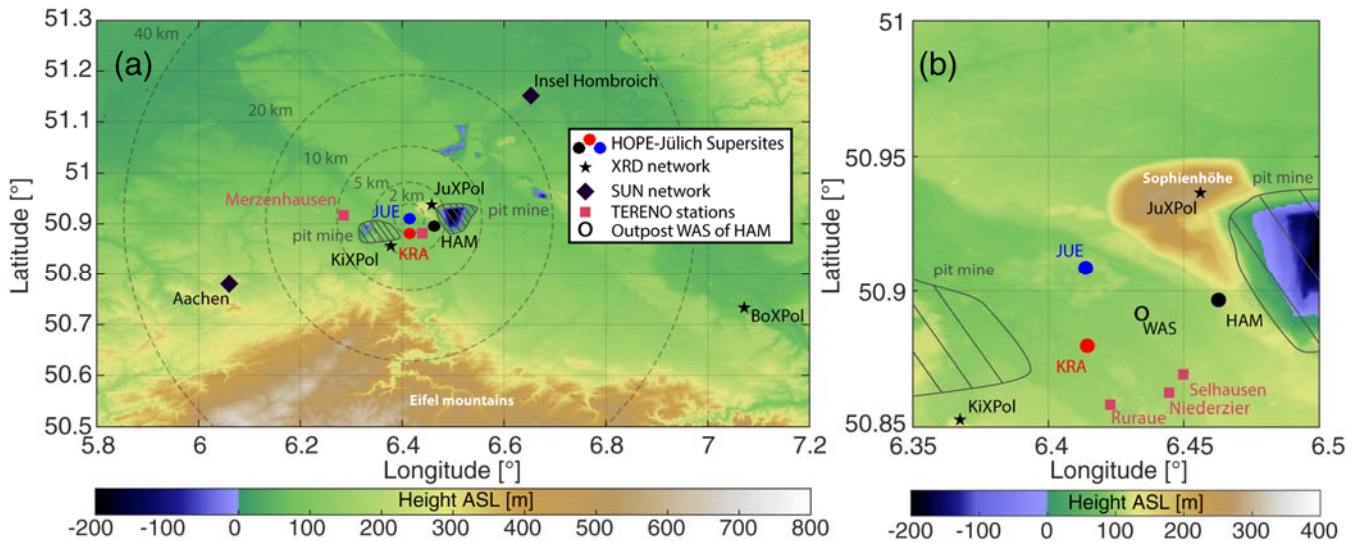 (a)
51.3
51.2
51.1
51
50.9
50.8
50.7
50.6
50.5
Latitude [°]
5.8
6
6.2
6.4
6.6
6.8
7
7.2
Longitude [°]
40 km
20 km
10 km
5 km
2 km
Insel Hombroich
Merzenhausen
JuXPol
JUE
pit mine
pit mine
HAM
KRA
KiXPol
Aachen
BoXPol
Eifel mountains
HOPE-Jülich Supersites
XRD network
SUN network
TERENO stations
Outpost WAS of HAM
Height ASL [m]
-200 -100 0 100 200 300 400 500 600 700 800
(b)
51
50.95
50.9
50.85
Latitude [°]
6.35
6.4
6.45
6.5
Longitude [°]
Sophienhöhe
JuXPol
pit mine
JUE
pit mine
HAM
WAS
KRA
KiXPol
Selhausen
Niederzier
Ruraue
Height ASL [m]
-200 -100 0 100 200 300 400